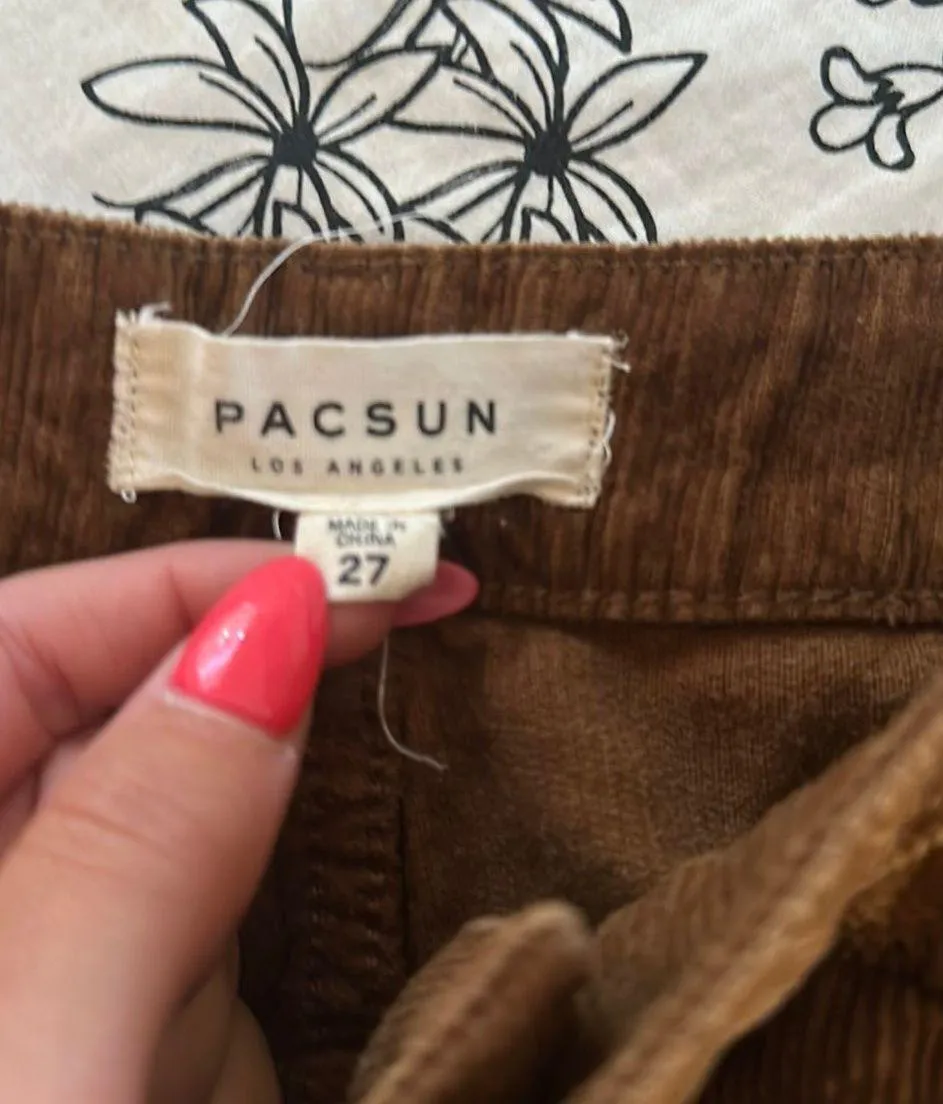 PACSUN
LOS ANGELES
MADE IN
CHINA
27